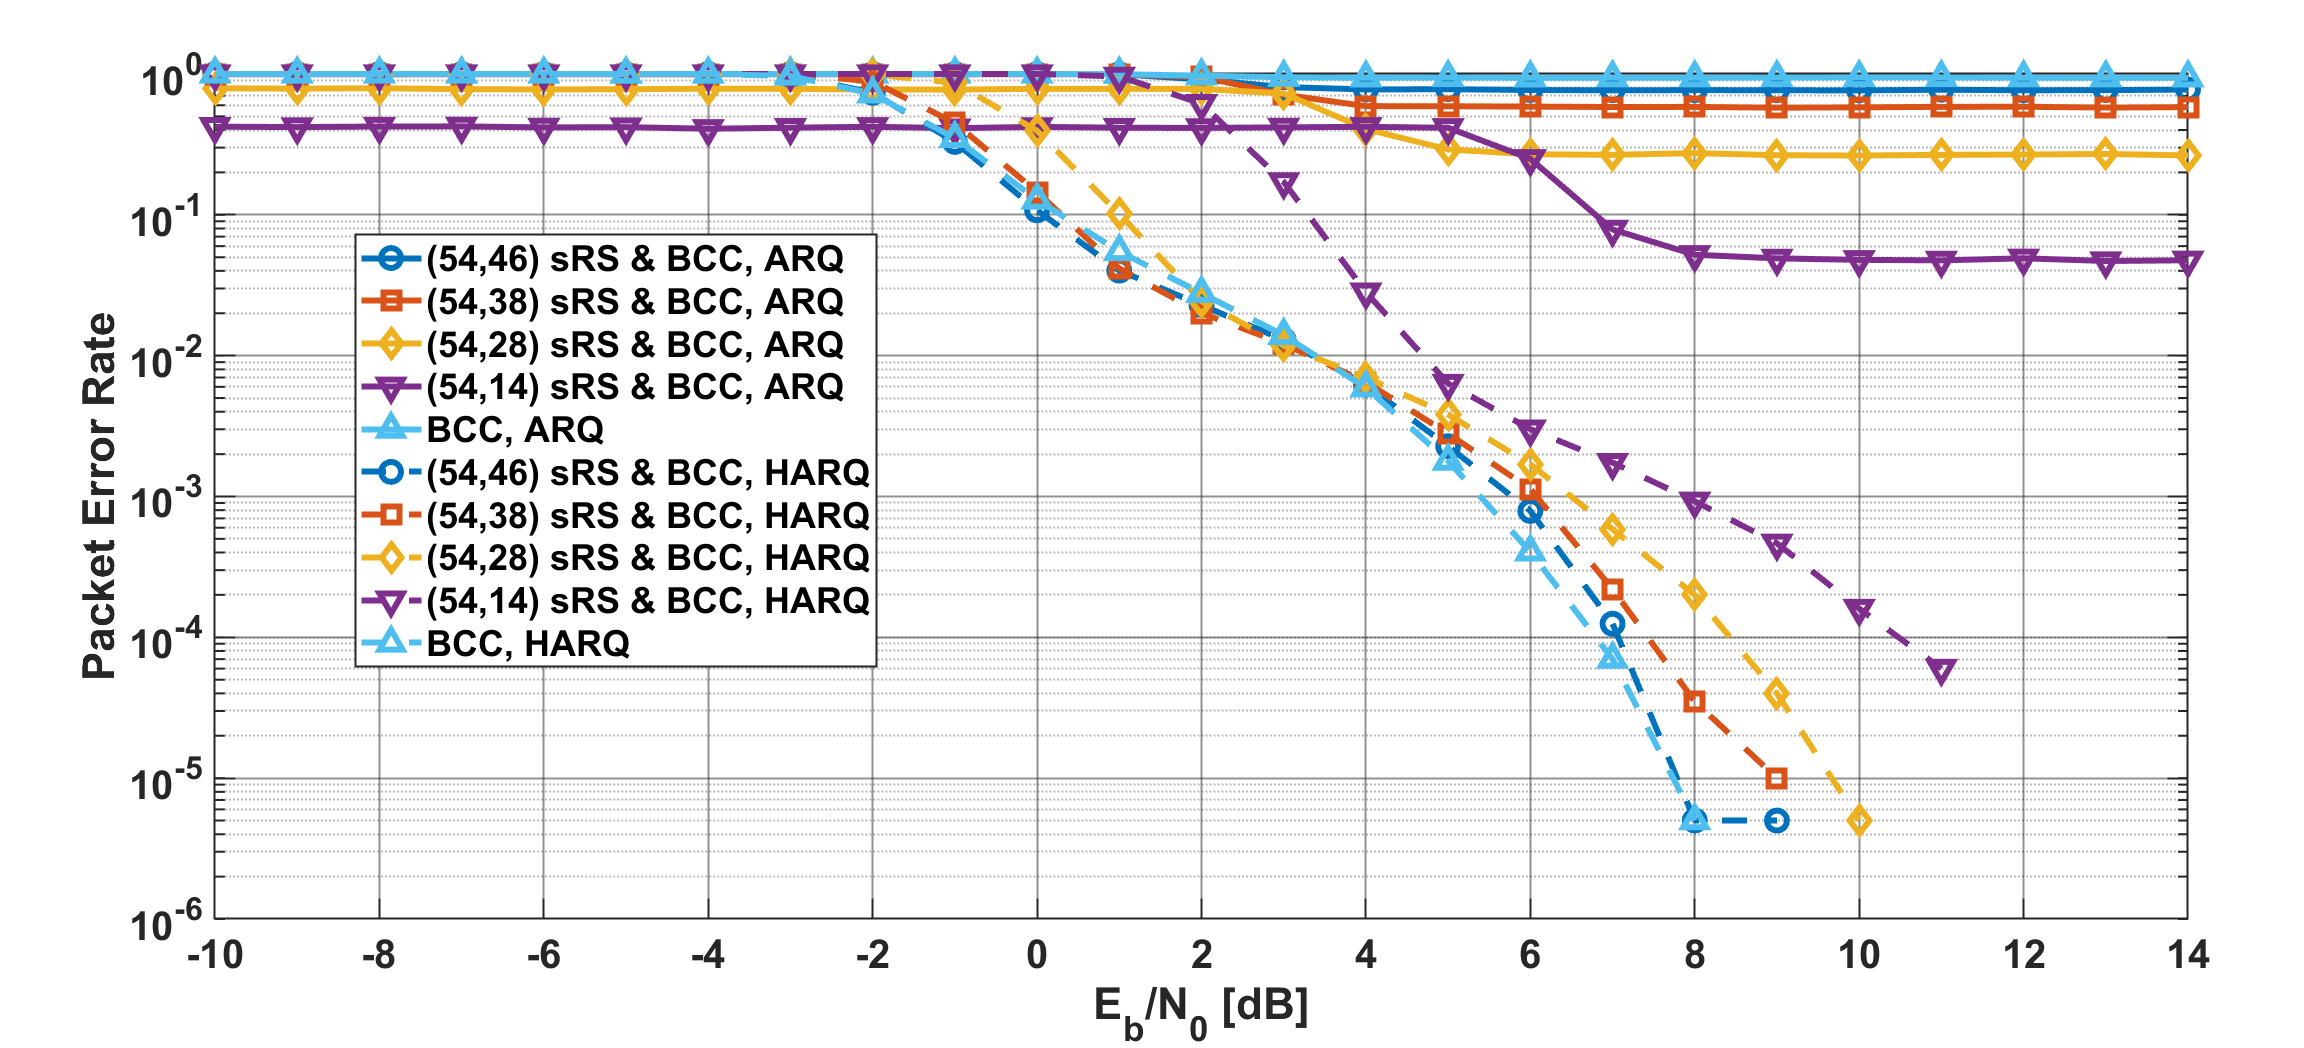 10^0
10^-1
10^-2
10^-3
10^-4
10^-5
10^-6
Packet Error Rate
(54,46) sRS & BCC, ARQ
(54,38) sRS & BCC, ARQ
(54,28) sRS & BCC, ARQ
(54,14) sRS & BCC, ARQ
BCC, ARQ
(54,46) sRS & BCC, HARQ
(54,38) sRS & BCC, HARQ
(54,28) sRS & BCC, HARQ
(54,14) sRS & BCC, HARQ
BCC, HARQ
-10 -8 -6 -4 -2 0 2 4 6 8 10 12 14
E_b/N_0 [dB]